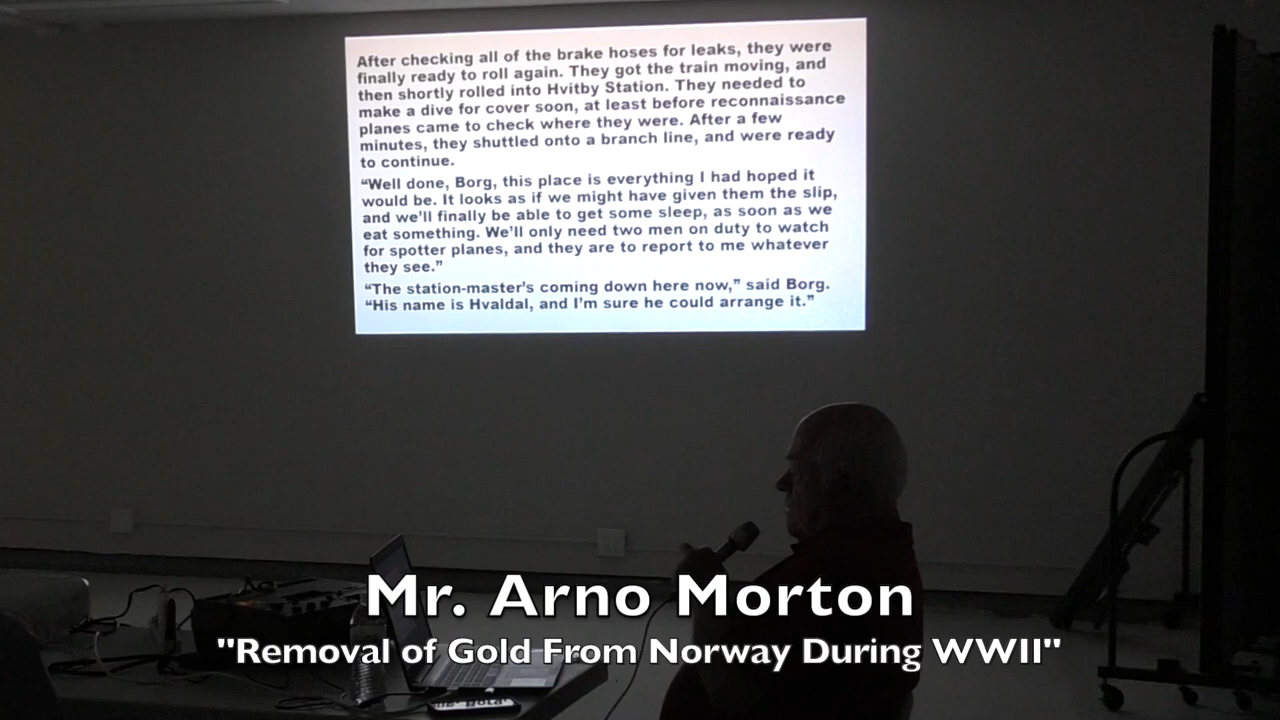 After checking all of the brake hoses for leaks, they were
finally ready to roll again. They got the train moving, and
then shortly rolled into Hvitby Station. They needed to
make a dive for cover soon, at least before reconnaissance
planes came to check where they were. After a few
minutes, they shuttled onto a branch line, and were ready
to continue.
“Well done, Borg, this place is everything I had hoped it
would be. It looks as if we might have given them the slip,
and we’ll finally be able to get some sleep, as soon as we
eat something. We’ll only need two men on duty to watch
for spotter planes, and they are to report to me whatever
they see.”
“The station-master’s coming down here now,” said Borg.
“His name is Hvaldal, and I’m sure he could arrange it.”
Mr. Arno Morton
"Removal of Gold From Norway During WWII"